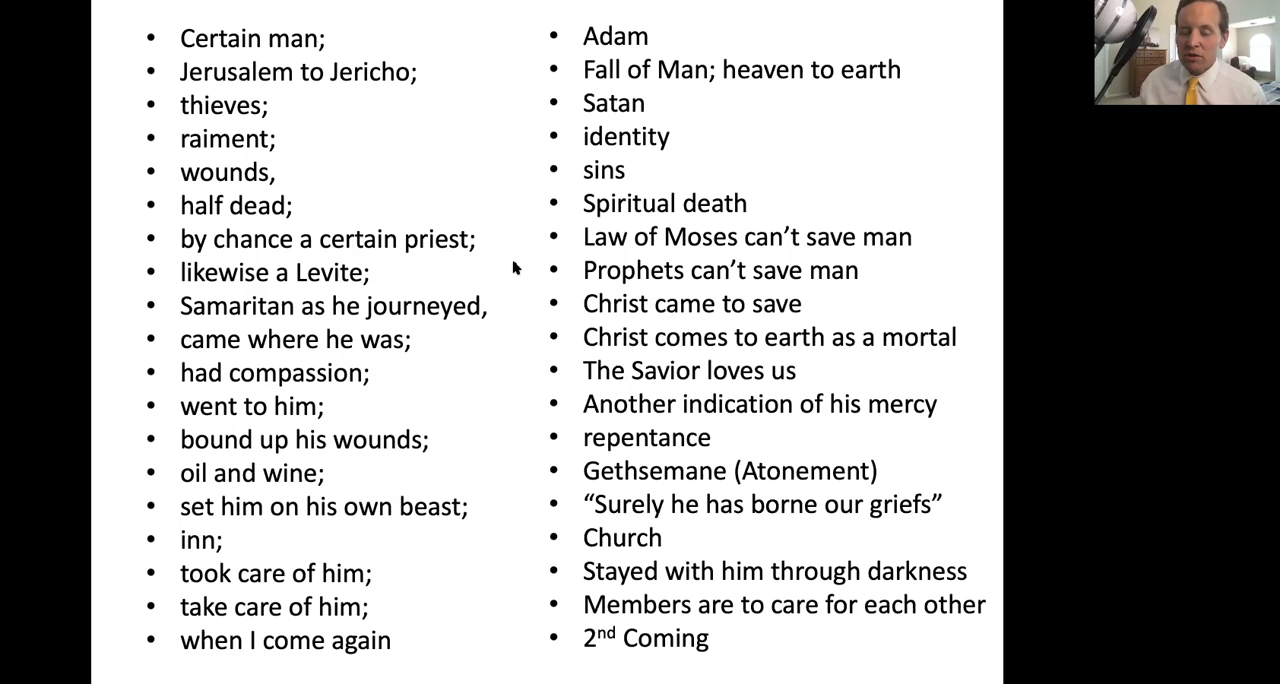 • Certain man;
• Jerusalem to Jericho;
• thieves;
• raiment;
• wounds,
• half dead;
• by chance a certain priest;
• likewise a Levite;
• Samaritan as he journeyed,
• came where he was;
• had compassion;
• went to him;
• bound up his wounds;
• oil and wine;
• set him on his own beast;
• inn;
• took care of him;
• take care of him;
• when I come again
• Adam
• Fall of Man; heaven to earth
• Satan
• identity
• sins
• Spiritual death
• Law of Moses can’t save man
• Prophets can’t save man
• Christ came to save
• Christ comes to earth as a mortal
• The Savior loves us
• Another indication of his mercy
• repentance
• Gethsemane (Atonement)
• “Surely he has borne our griefs”
• Church
• Stayed with him through darkness
• Members are to care for each other
• 2nd Coming